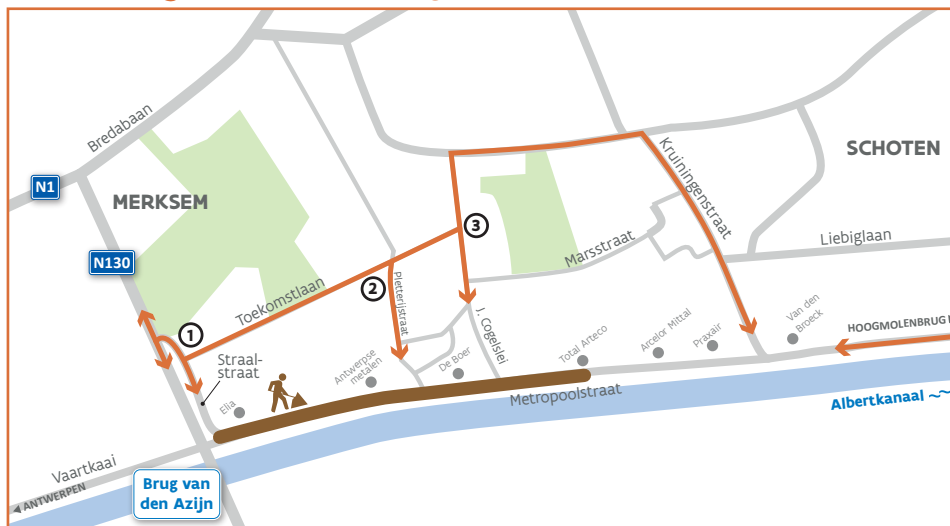 Bredabaan
N1
MERKSEM
N130
SCHOTEN
Kruiningenstraat
3
Marsstraat
Liebiglaan
Toekomstlaan
2
Pletterijstraat
1
Straal-
straat
J. Cogelslei
Antwerpse
metalen
De Boer
Total Arteco
Arcelor Mittal
Praxair
Van den
Broeck
HOOGMOLENBRUG
Elia
Metropoolstraat
Albertkanaal
Vaartkaai
ANTWERPEN
Brug van
den Azijn